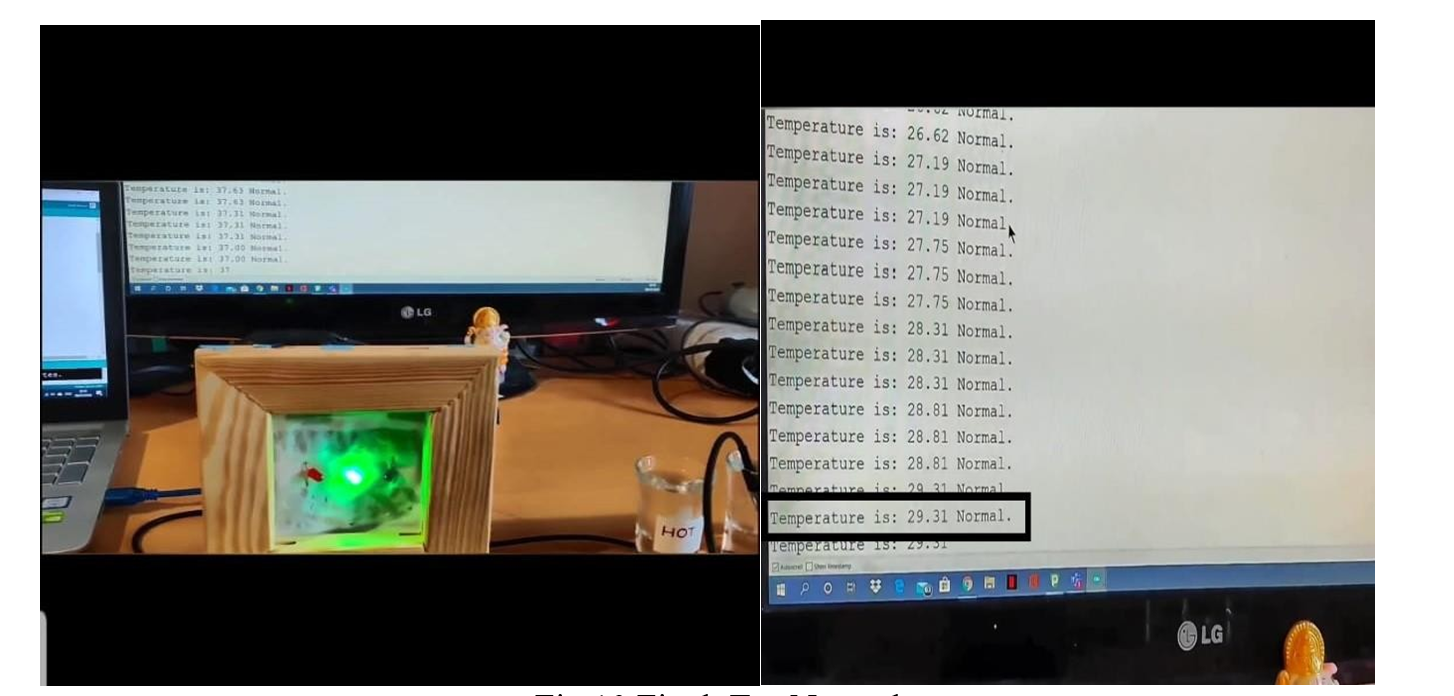 Temperature is: 37.63 Normal.
Temperature is: 37.63 Normal.
Temperature is: 37.31 Normal.
Temperature is: 37.31 Normal.
Temperature is: 37.31 Normal.
Temperature is: 37.00 Normal.
Temperature is: 37.00 Normal.
Temperature is: 37
LG
HOT
Normal.
Temperature is: 26.62 Normal.
Temperature is: 27.19 Normal.
Temperature is: 27.19 Normal.
Temperature is: 27.19 Normal.
Temperature is: 27.75 Normal.
Temperature is: 27.75 Normal.
Temperature is: 27.75 Normal.
Temperature is: 28.31 Normal.
Temperature is: 28.31 Normal.
Temperature is: 28.31 Normal.
Temperature is: 28.81 Normal.
Temperature is: 28.81 Normal.
Temperature is: 28.81 Normal.
Temperature is: 29.31 Normal
Temperature is: 29.31 Normal.
Temperature is: 29.31
Autoscroll Show timestamp
LG